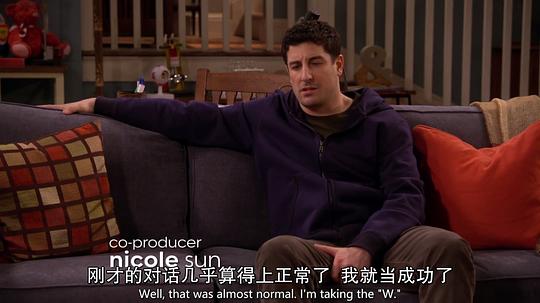 co-producer
nicole sun
刚才的对话几乎算得上正常了 我就当成功了
Well, that was almost normal. I'm taking the "W."